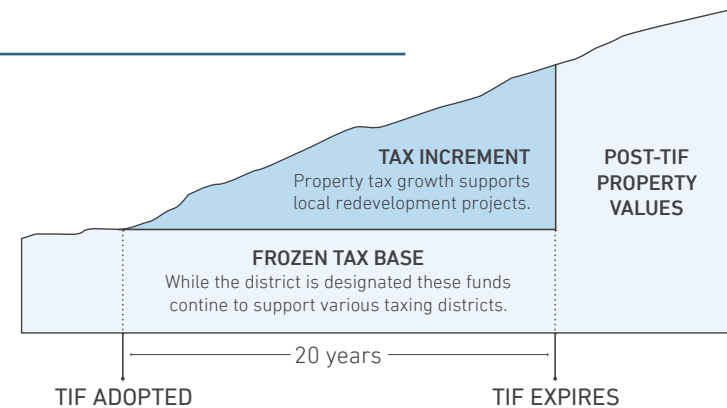 TAX INCREMENT
Property tax growth supports
local redevelopment projects.
POST-TIF
PROPERTY
VALUES
FROZEN TAX BASE
While the district is designated these funds
contine to support various taxing districts.
20 years
TIF ADOPTED
TIF EXPIRES